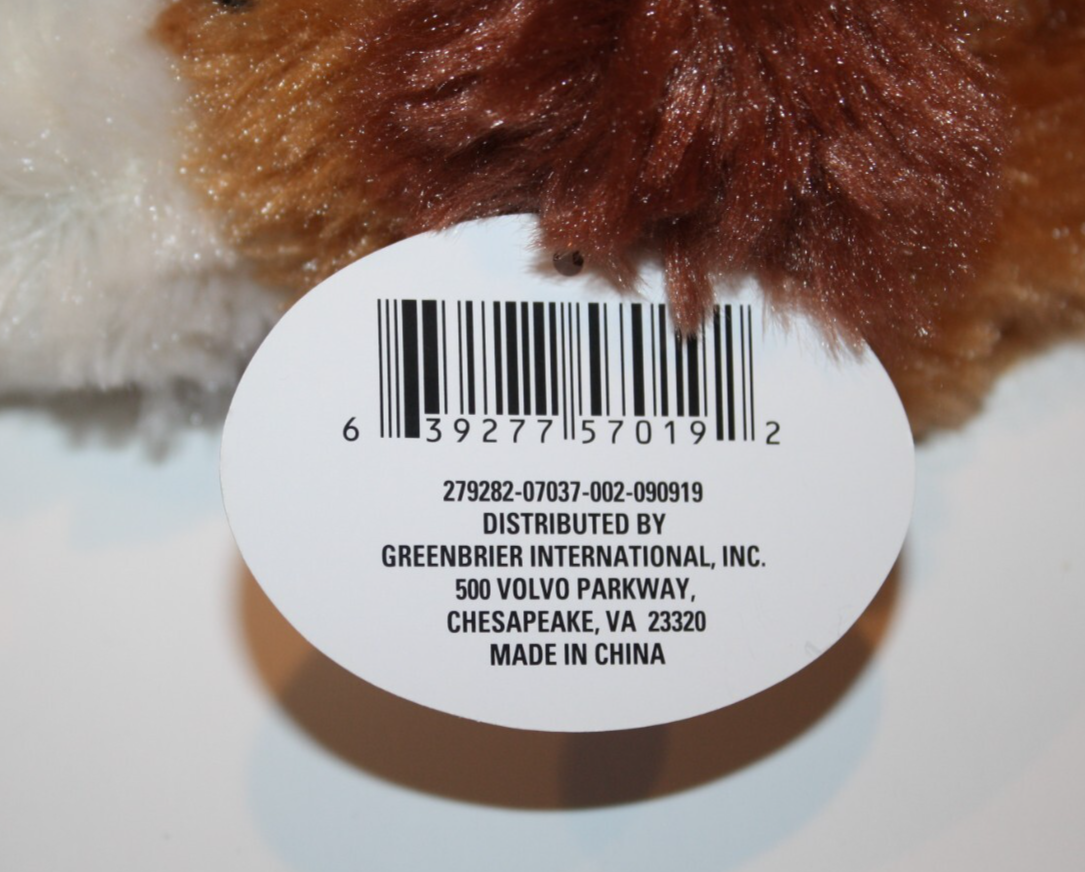 6 39277 57019 2
279282-07037-002-090919
DISTRIBUTED BY
GREENBRIER INTERNATIONAL, INC.
500 VOLVO PARKWAY,
CHESAPEAKE, VA 23320
MADE IN CHINA